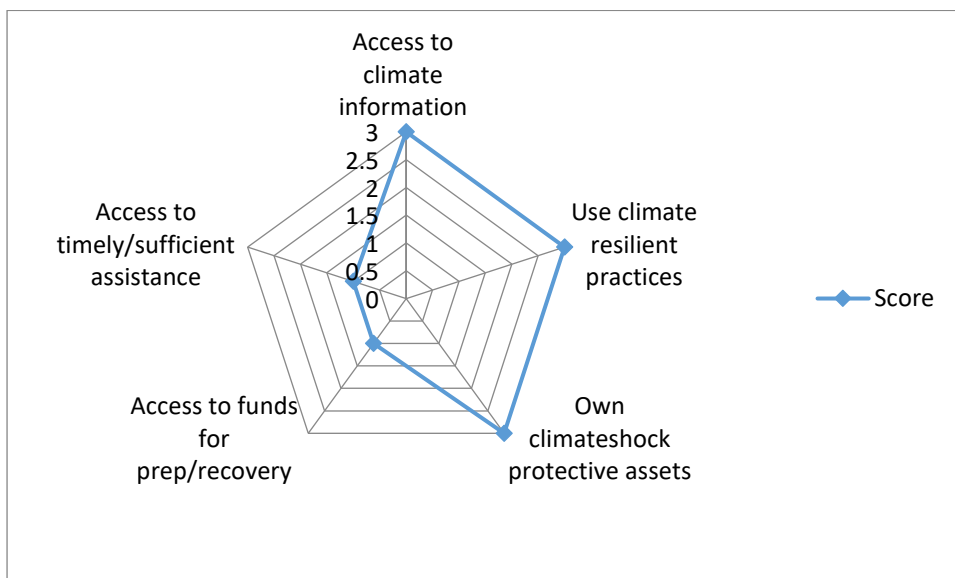 Access to
climate
information
3
2.5
2
1.5
1
0.5
0
Use climate
resilient
practices
Own
climateshock
protective assets
Access to funds
for
prep/recovery
Access to
timely/sufficient
assistance
Score